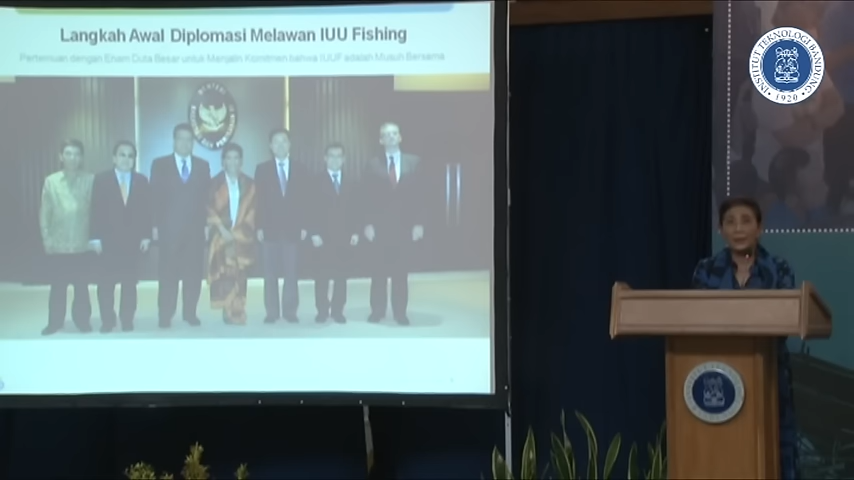 Langkah Awal Diplomasi Melawan IUU Fishing
Pertemuan dengan Enam Duta Besar untuk Menjalin Komitmen bahwa IUUF adalah Musuh Bersama
INSTITUT TEKNOLOGI BANDUNG
1920